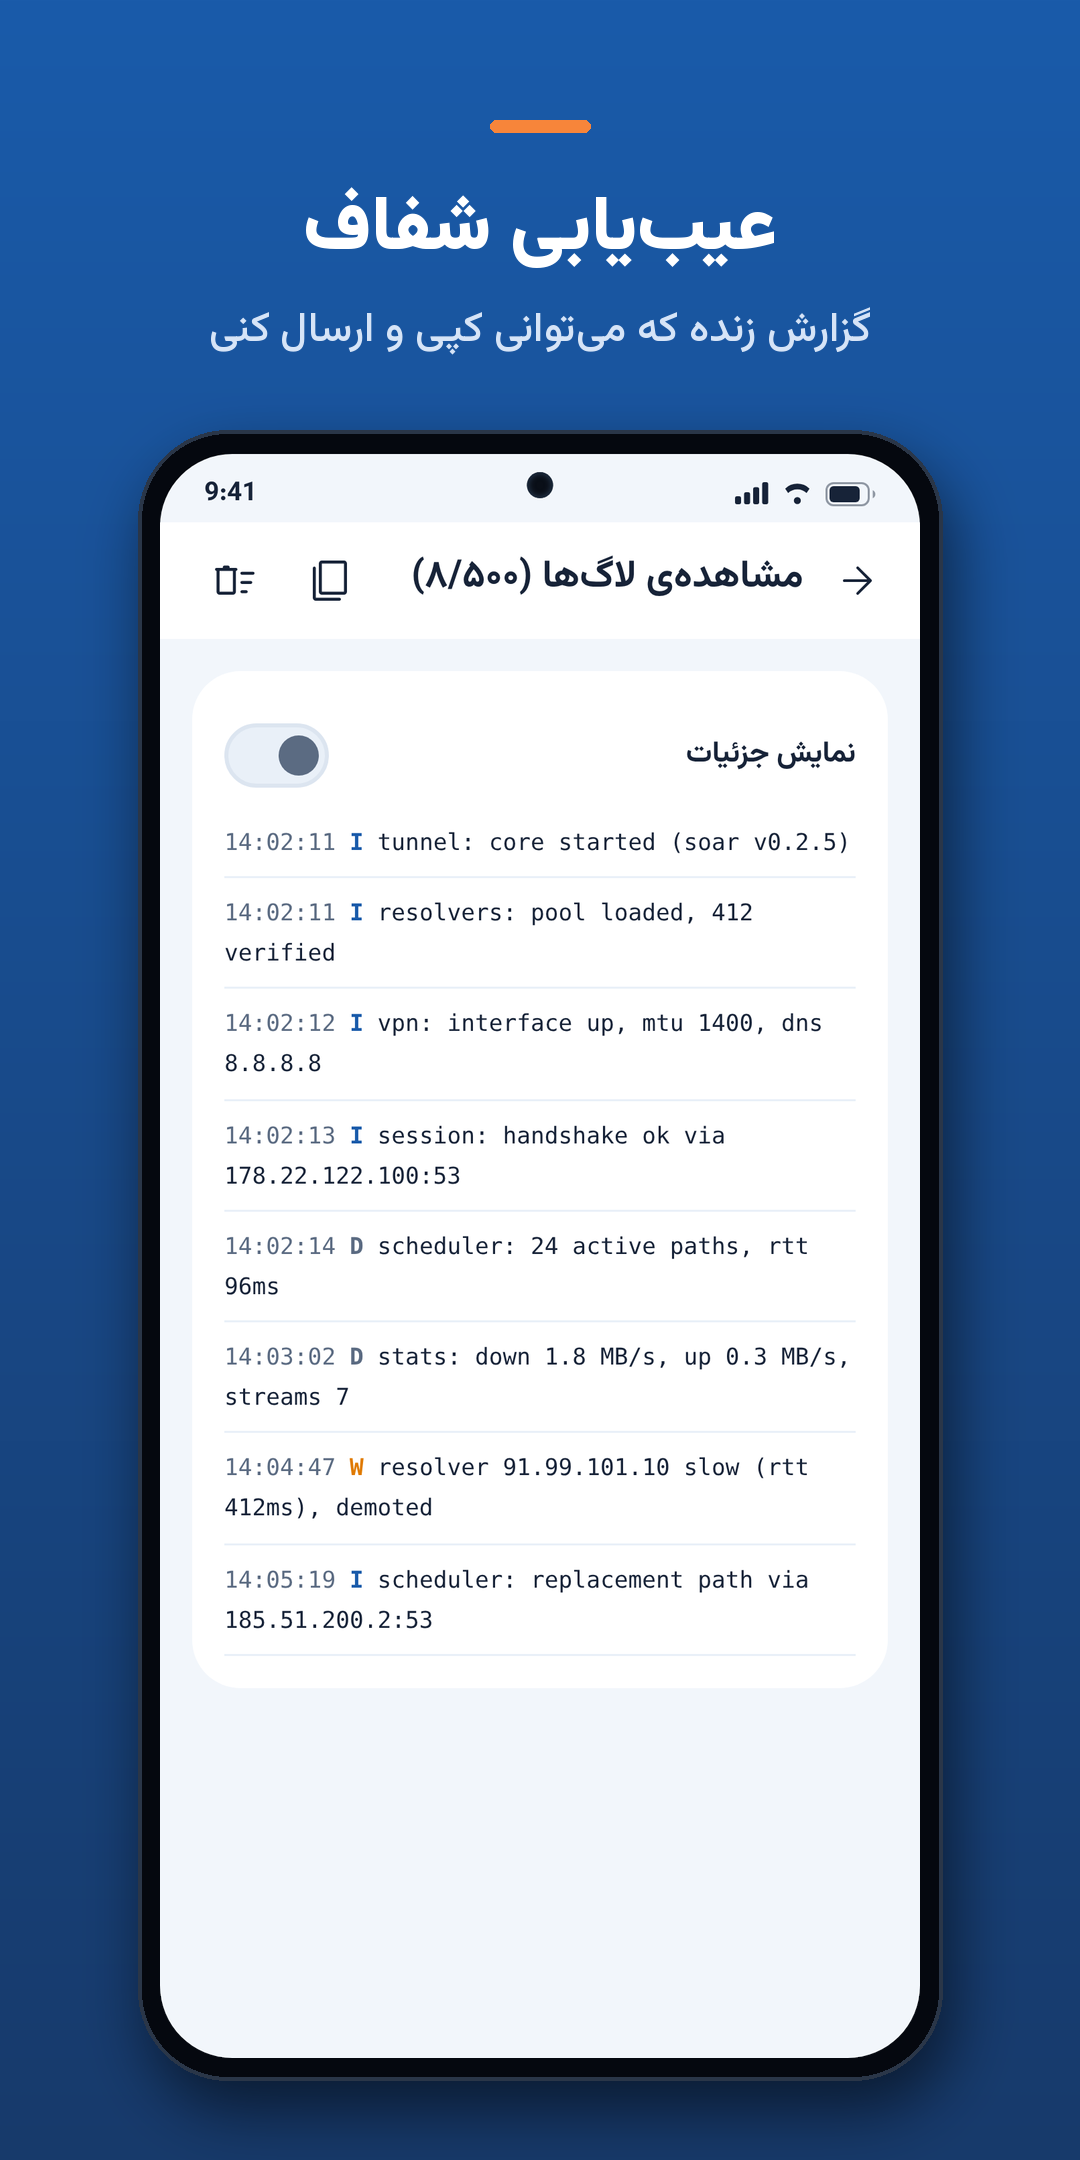 عیب‌یابی شفاف
گزارش زنده که می‌توانی کپی و ارسال کنی
9:41
مشاهده‌ی لاگ‌ها (۸/۵۰۰)
نمایش جزئیات
14:02:11 I tunnel: core started (soar v0.2.5)
14:02:11 I resolvers: pool loaded, 412
verified
14:02:12 I vpn: interface up, mtu 1400, dns
8.8.8.8
14:02:13 I session: handshake ok via
178.22.122.100:53
14:02:14 D scheduler: 24 active paths, rtt
96ms
14:03:02 D stats: down 1.8 MB/s, up 0.3 MB/s,
streams 7
14:04:47 W resolver 91.99.101.10 slow (rtt
412ms), demoted
14:05:19 I scheduler: replacement path via
185.51.200.2:53